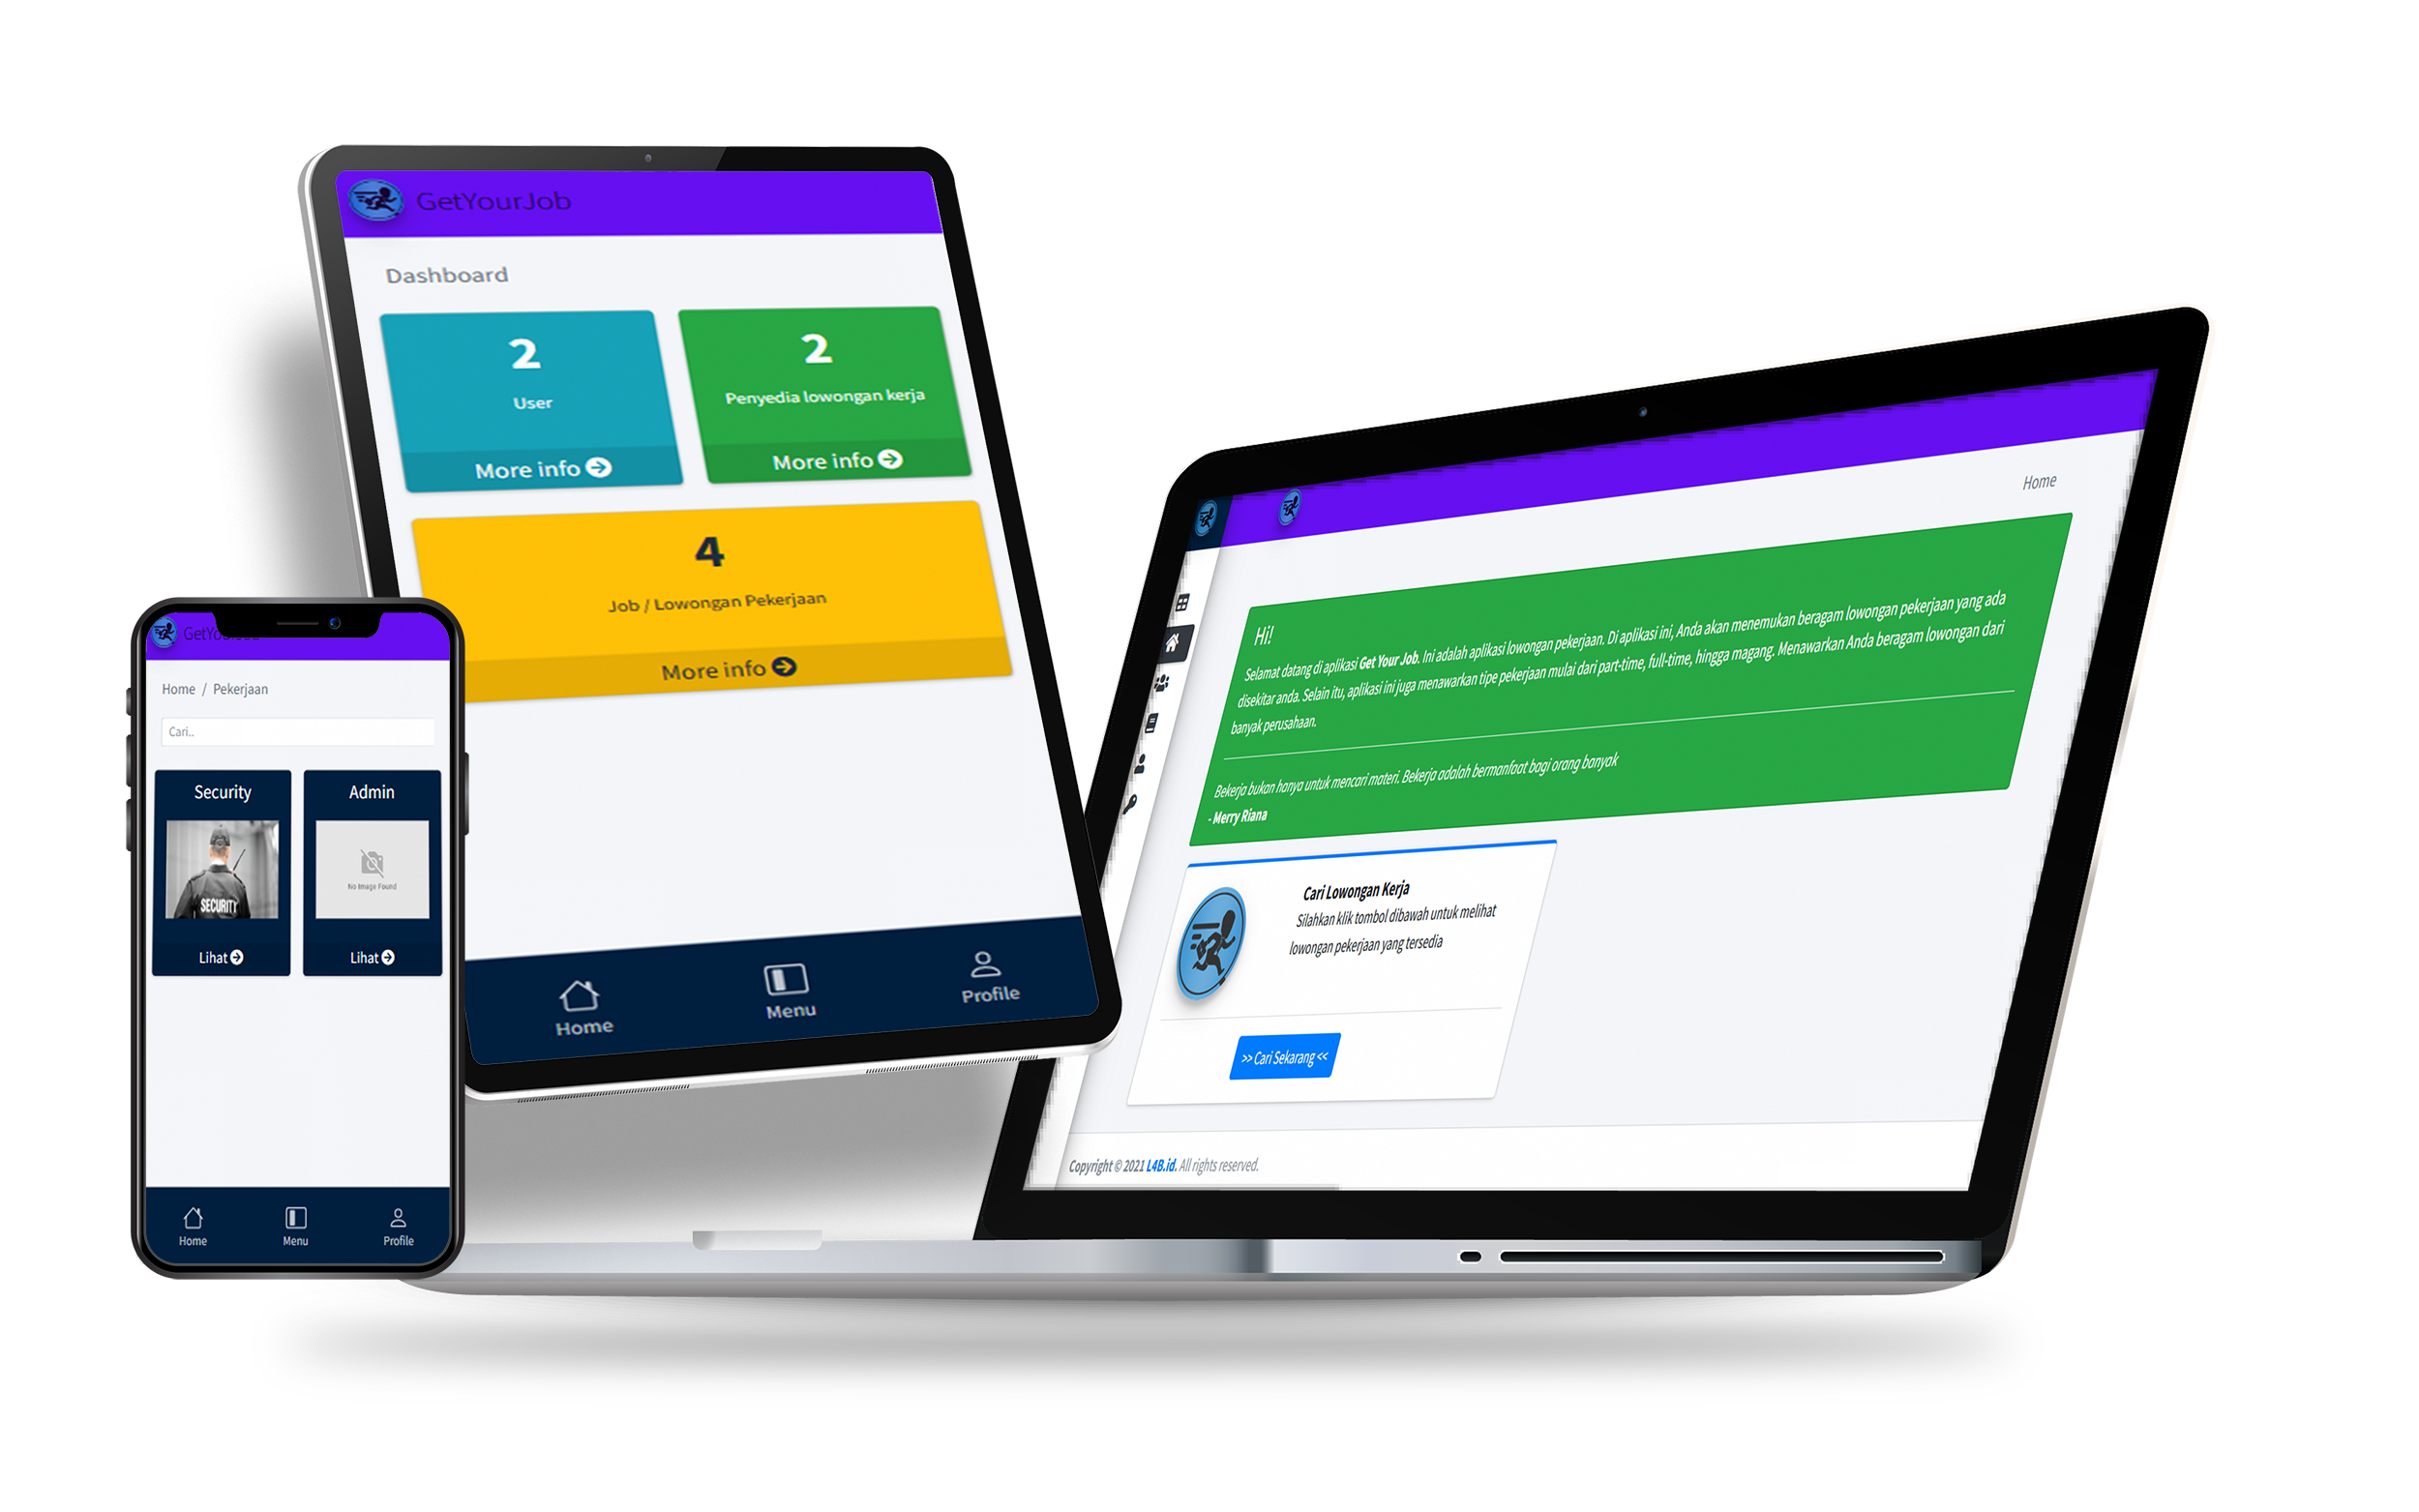 GetYourJob
Dashboard
2
User
More info
2
Penyedia lowongan kerja
More info
4
Job / Lowongan Pekerjaan
More info
Home
Menu
Profile
Home / Pekerjaan
Cari..
Security
SECURITY
Lihat
Admin
No Image Found
Lihat
Home
Menu
Profile
Home
Hi!
Selamat datang di aplikasi Get Your Job. Ini adalah aplikasi lowongan pekerjaan. Di aplikasi ini, Anda akan menemukan beragam lowongan pekerjaan yang ada
disekitar anda. Selain itu, aplikasi ini juga menawarkan tipe pekerjaan mulai dari part-time, full-time, hingga magang. Menawarkan Anda beragam lowongan dari
banyak perusahaan.
Bekerja bukan hanya untuk mencari materi. Bekerja adalah bermanfaat bagi orang banyak
- Merry Riana
Cari Lowongan Kerja
Silahkan klik tombol dibawah untuk melihat
lowongan pekerjaan yang tersedia
>> Cari Sekarang <<
Copyright © 2021 L4B.id. All rights reserved.